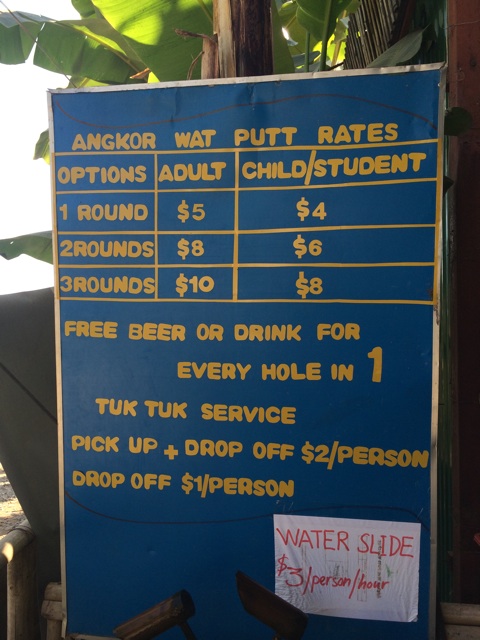 ANGKOR WAT PUTT RATES
OPTIONS ADULT CHILD/STUDENT
1 ROUND $5 $4
2ROUNDS $8 $6
3ROUNDS $10 $8
FREE BEER OR DRINK FOR
EVERY HOLE IN 1
TUK TUK SERVICE
PICK UP + DROP OFF $2/PERSON
DROP OFF $1/PERSON
WATER SLIDE
$3/person/hour